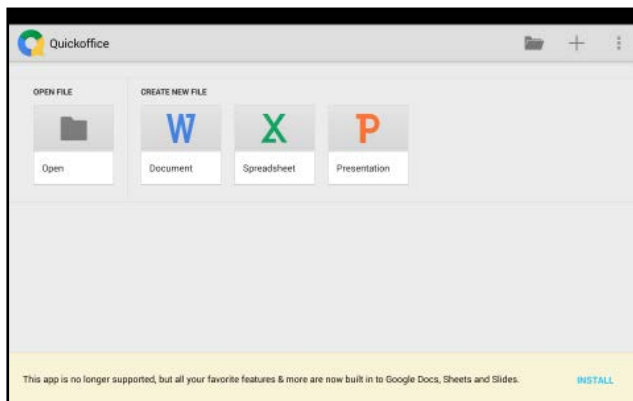 Quickoffice
OPEN FILE
CREATE NEW FILE
W
X
P
Open
Document
Spreadsheet
Presentation
This app is no longer supported, but all your favorite features & more are now built in to Google Docs, Sheets and Slides.
INSTALL